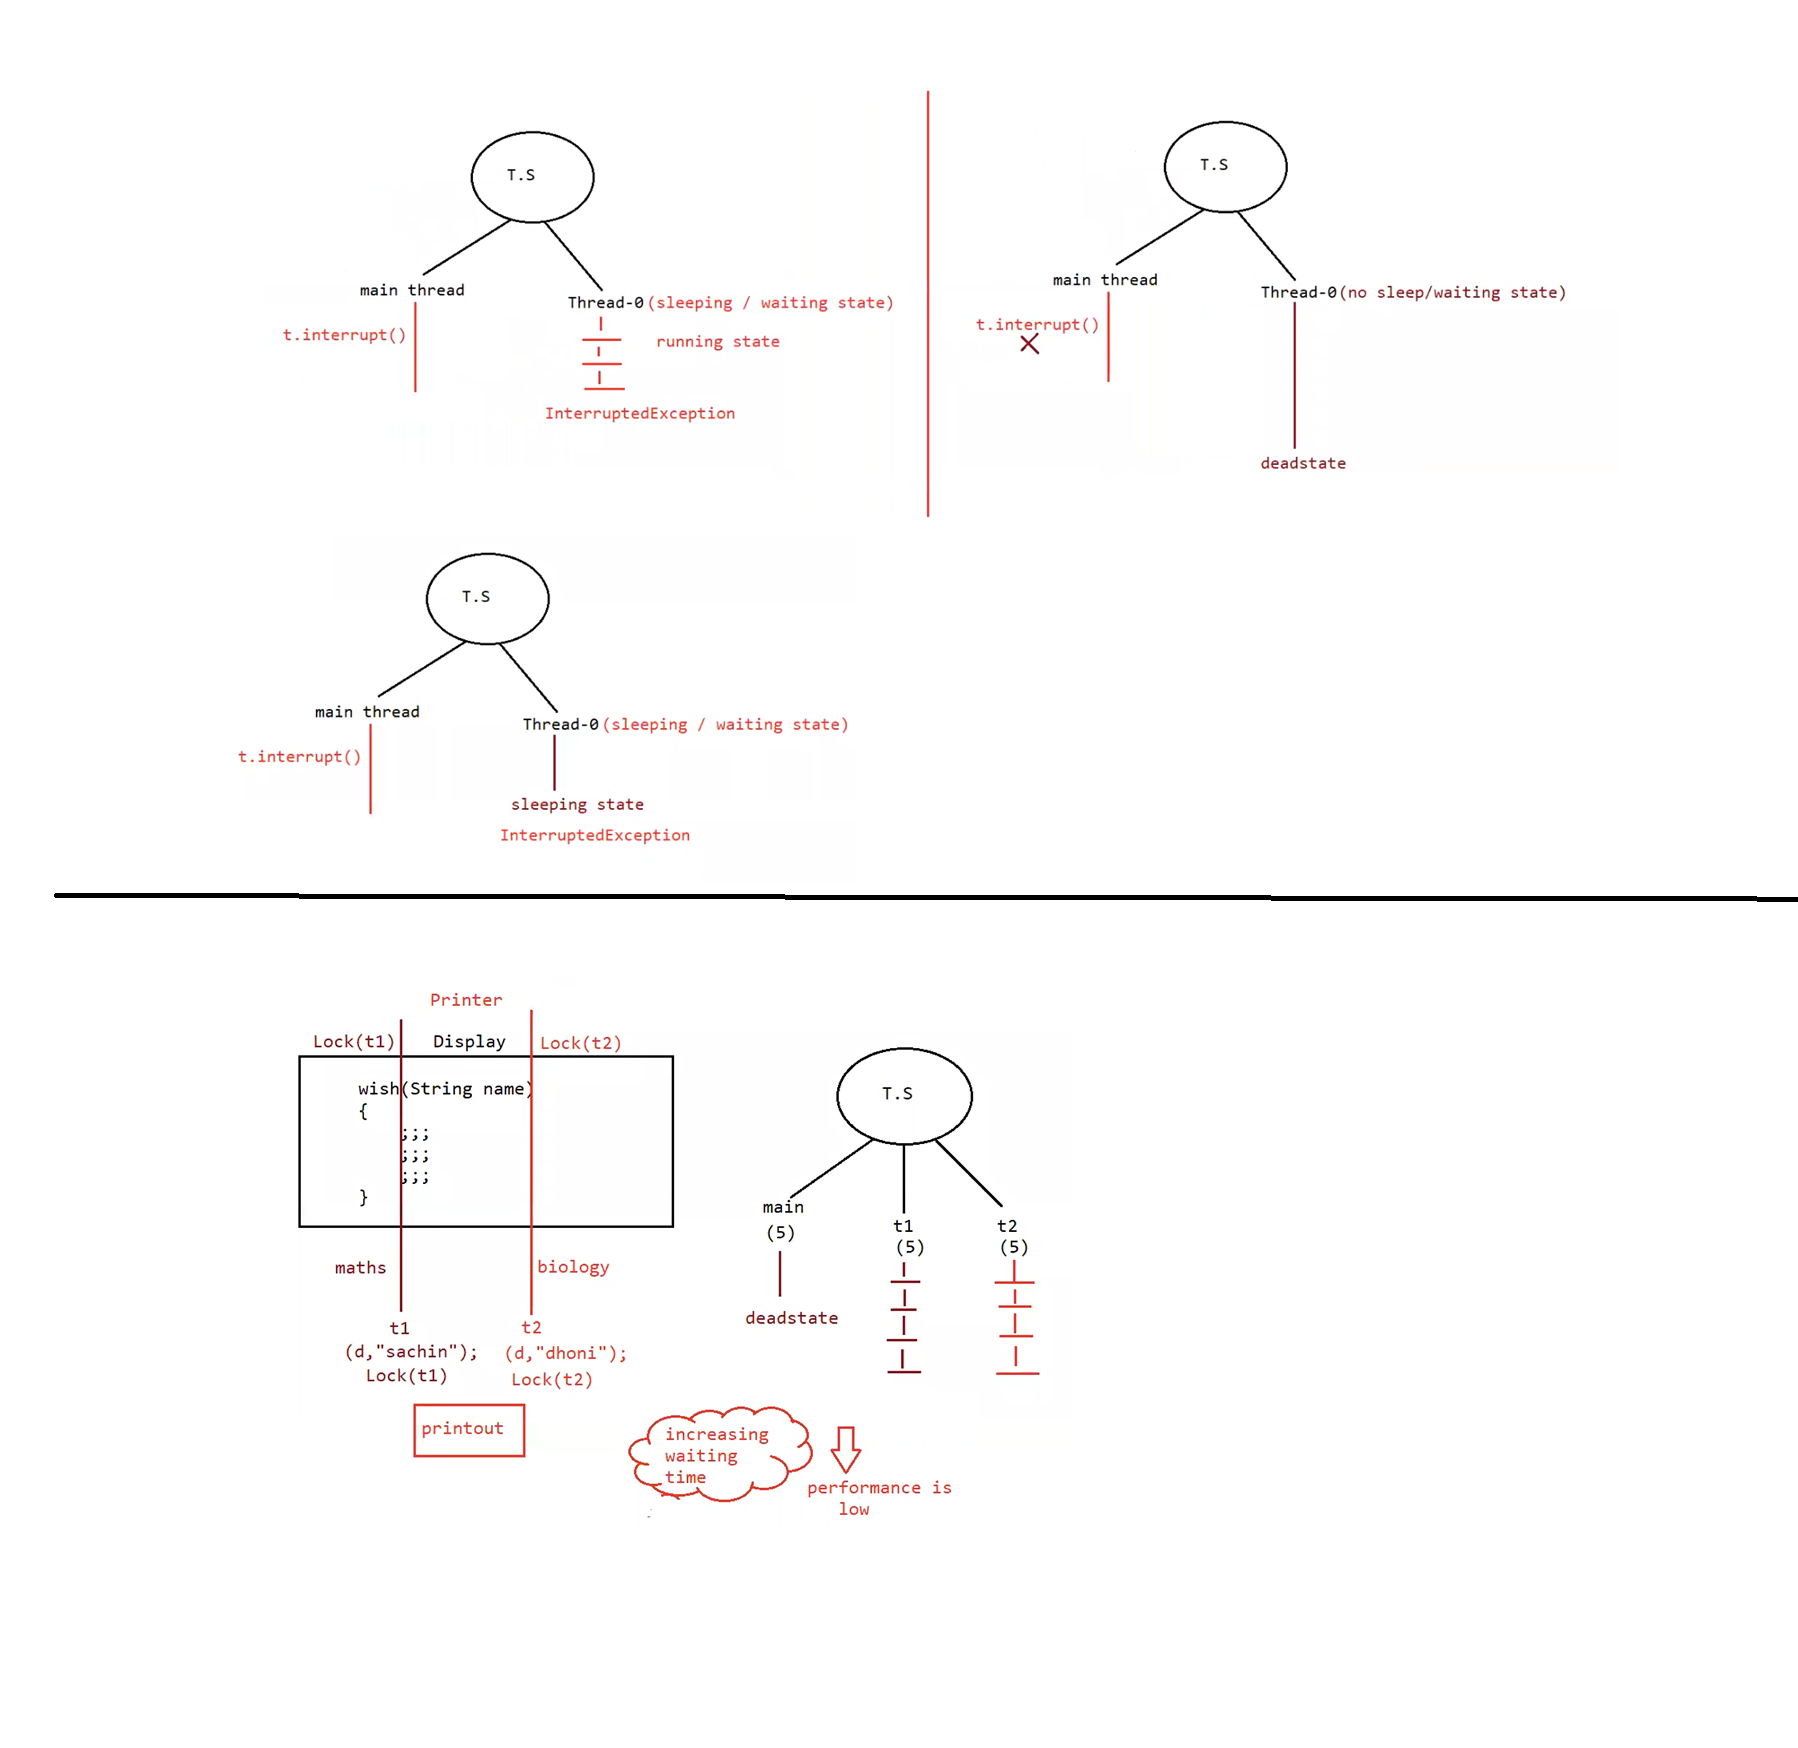 T.S
main thread
Thread-0(sleeping / waiting state)
t.interrupt()
running state
InterruptedException
T.S
main thread
Thread-0(no sleep/waiting state)
t.interrupt()
deadstate
T.S
main thread
Thread-0(sleeping / waiting state)
t.interrupt()
sleeping state
InterruptedException
Printer
Lock(t1) Display Lock(t2)
wish(String name)
{
;;;
;;;
;;;
}
maths biology
t1 t2
(d,"sachin"); (d,"dhoni");
Lock(t1) Lock(t2)
printout
T.S
main t1 t2
(5) (5) (5)
deadstate
increasing
waiting
time
performance is
low